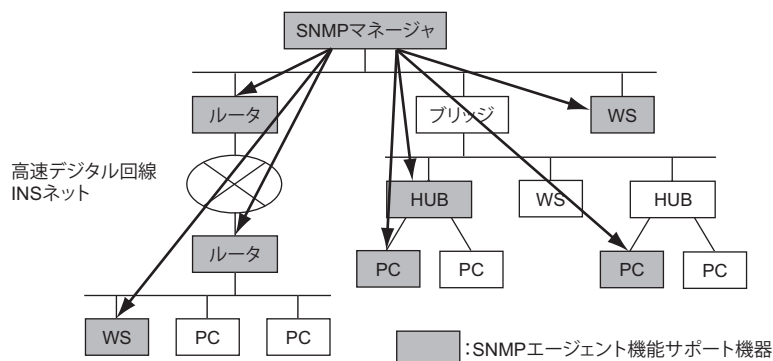 SNMPマネージャ
ルータ
ブリッジ
WS
高速デジタル回線
INSネット
HUB
WS
HUB
ルータ
PC
PC
PC
PC
WS
PC
PC
:SNMPエージェント機能サポート機器